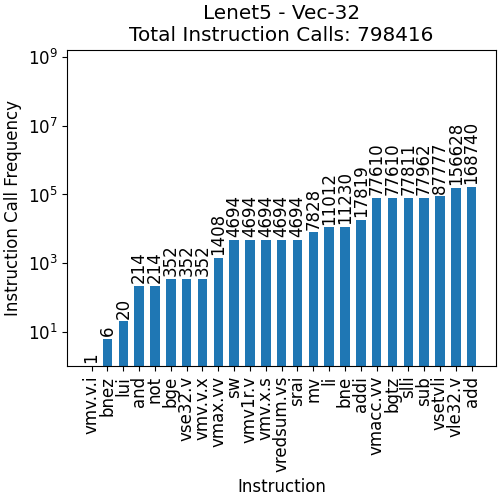 Lenet5 - Vec-32
Total Instruction Calls: 798416
Instruction Call Frequency
10^9
10^7
10^5
10^3
10^1
1
6
20
214
214
352
352
352
1408
4694
4694
4694
4694
4694
7828
11012
11230
17819
77610
77610
77811
77962
87777
156628
168740
vmv.v.i
bnez
lui
and
not
bge
vse32.v
vmv.v.x
vmax.vv
sw
vmv1r.v
vmv.x.s
vredsum.vs
srai
mv
li
bne
addi
vmacc.vv
bgtz
slli
sub
vsetvli
vle32.v
add
Instruction